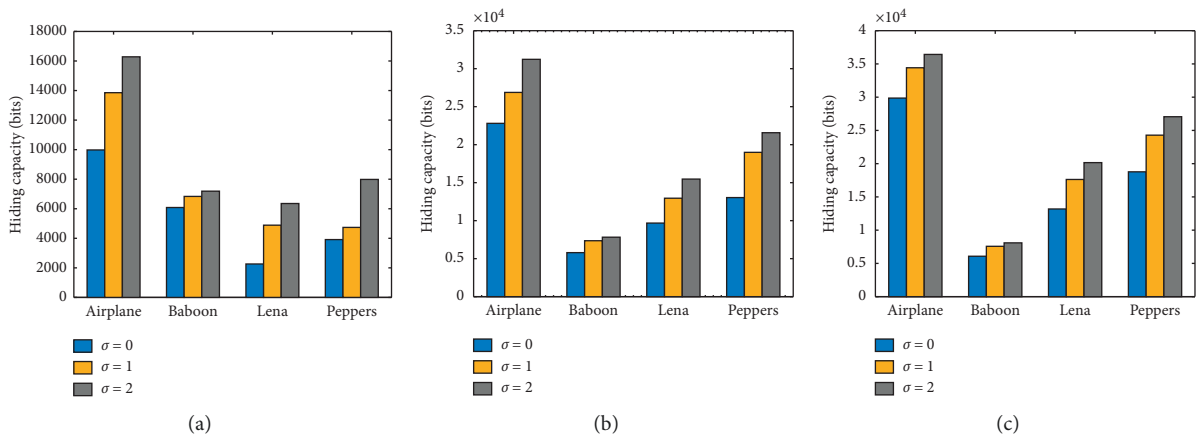 18000
16000
14000
12000
10000
8000
6000
4000
2000
0
Hiding capacity (bits)
Airplane Baboon Lena Peppers
σ = 0
σ = 1
σ = 2
(a)
×10⁴
3.5
3
2.5
2
1.5
1
0.5
0
Hiding capacity (bits)
Airplane Baboon Lena Peppers
σ = 0
σ = 1
σ = 2
(b)
×10⁴
4
3.5
3
2.5
2
1.5
1
0.5
0
Hiding capacity (bits)
Airplane Baboon Lena Peppers
σ = 0
σ = 1
σ = 2
(c)